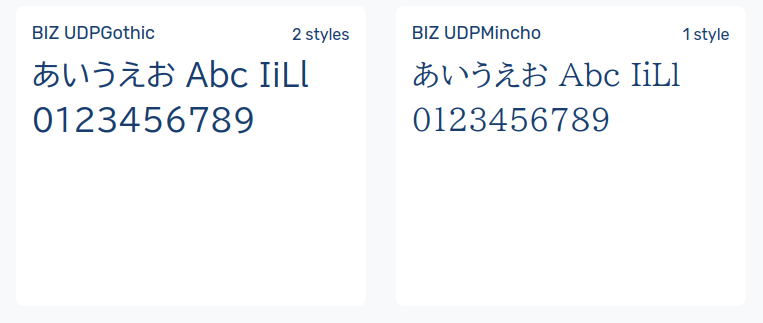 BIZ UDPGothic 2 styles
あいうえお Abc IiLl
0123456789
BIZ UDPMincho 1 style
あいうえお Abc IiLl
0123456789